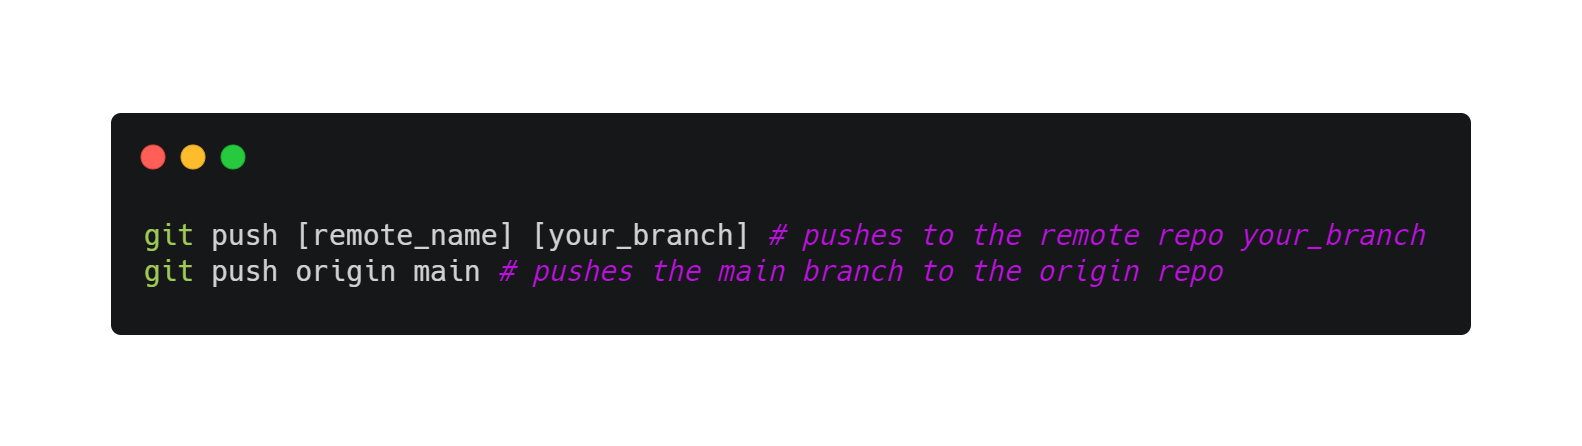 git push [remote_name] [your_branch] # pushes to the remote repo your_branch
git push origin main # pushes the main branch to the origin repo